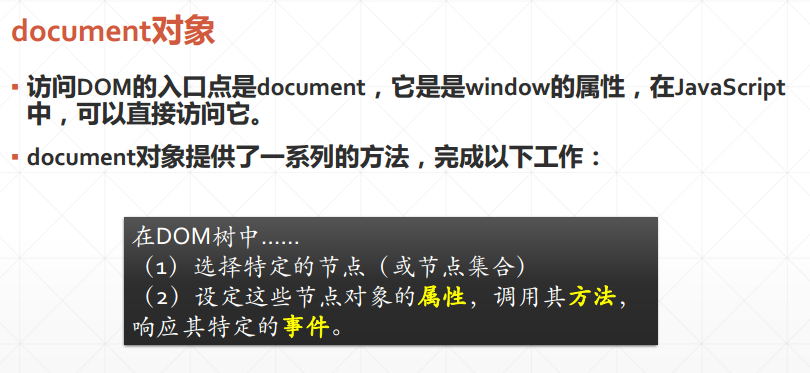 document对象
▪ 访问DOM的入口点是document，它是是window的属性，在JavaScript
中，可以直接访问它。
▪ document对象提供了一系列的方法，完成以下工作：
在DOM树中……
（1）选择特定的节点（或节点集合）
（2）设定这些节点对象的属性，调用其方法，
响应其特定的事件。